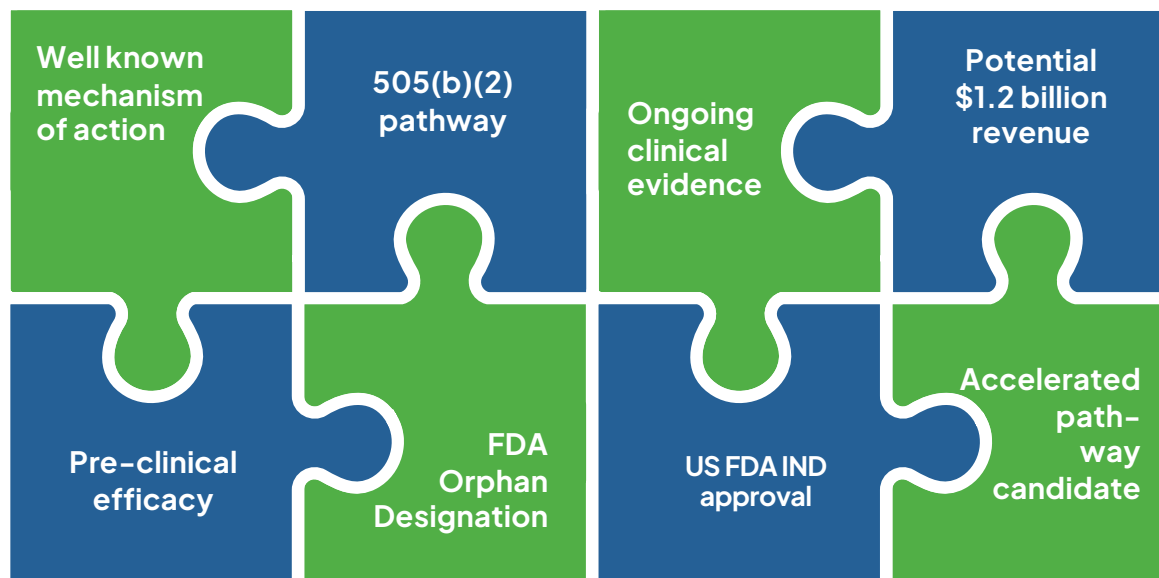 Well known
mechanism
of action
505(b)(2)
pathway
Ongoing
clinical
evidence
Potential
$1.2 billion
revenue
Pre-clinical
efficacy
FDA
Orphan
Designation
US FDA IND
approval
Accelerated
path-
way
candidate